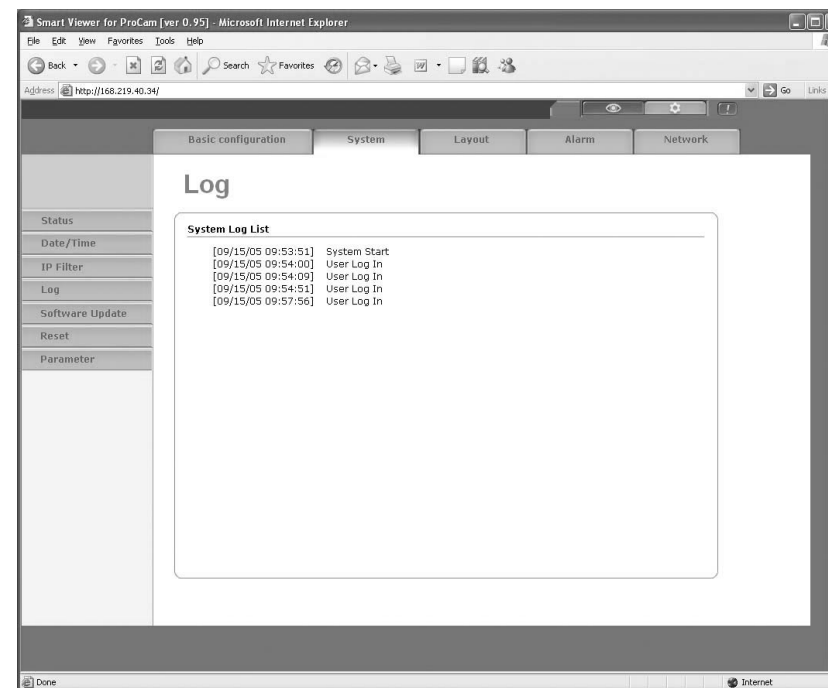 Smart Viewer for ProCam [ver 0.95] - Microsoft Internet Explorer
File Edit View Favorites Tools Help
Back Search Favorites
Address http://168.219.40.34/ Go Links
Basic configuration System Layout Alarm Network
Log
Status
Date/Time
IP Filter
Log
Software Update
Reset
Parameter
System Log List
[09/15/05 09:53:51] System Start
[09/15/05 09:54:00] User Log In
[09/15/05 09:54:09] User Log In
[09/15/05 09:54:51] User Log In
[09/15/05 09:57:56] User Log In
Done Internet